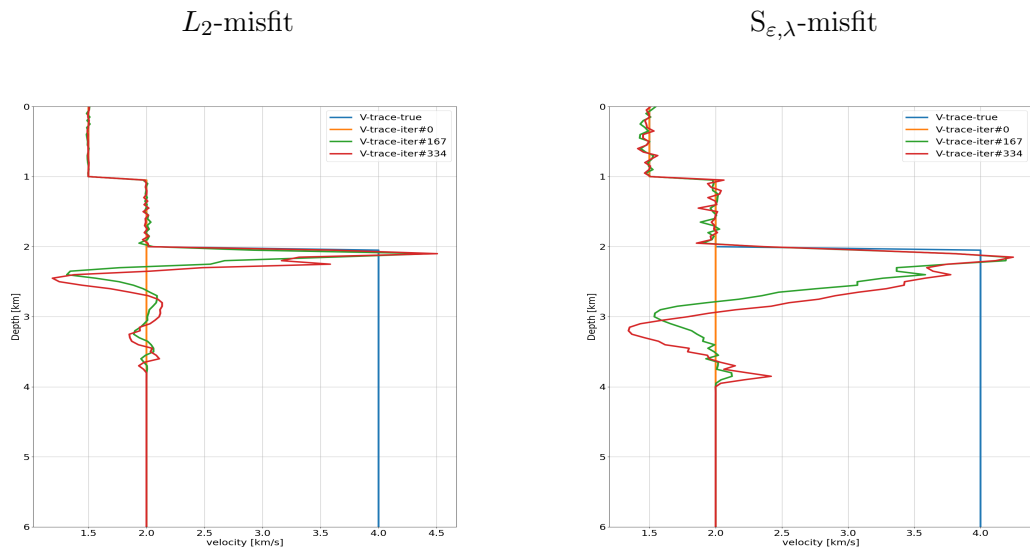 L₂-misfit
S_{ε,λ}-misfit
0
1
2
3
4
5
6
Depth [km]
1.5 2.0 2.5 3.0 3.5 4.0 4.5
velocity [km/s]
V-trace-true
V-trace-iter#0
V-trace-iter#167
V-trace-iter#334
0
1
2
3
4
5
6
Depth [km]
1.5 2.0 2.5 3.0 3.5 4.0
velocity [km/s]
V-trace-true
V-trace-iter#0
V-trace-iter#167
V-trace-iter#334